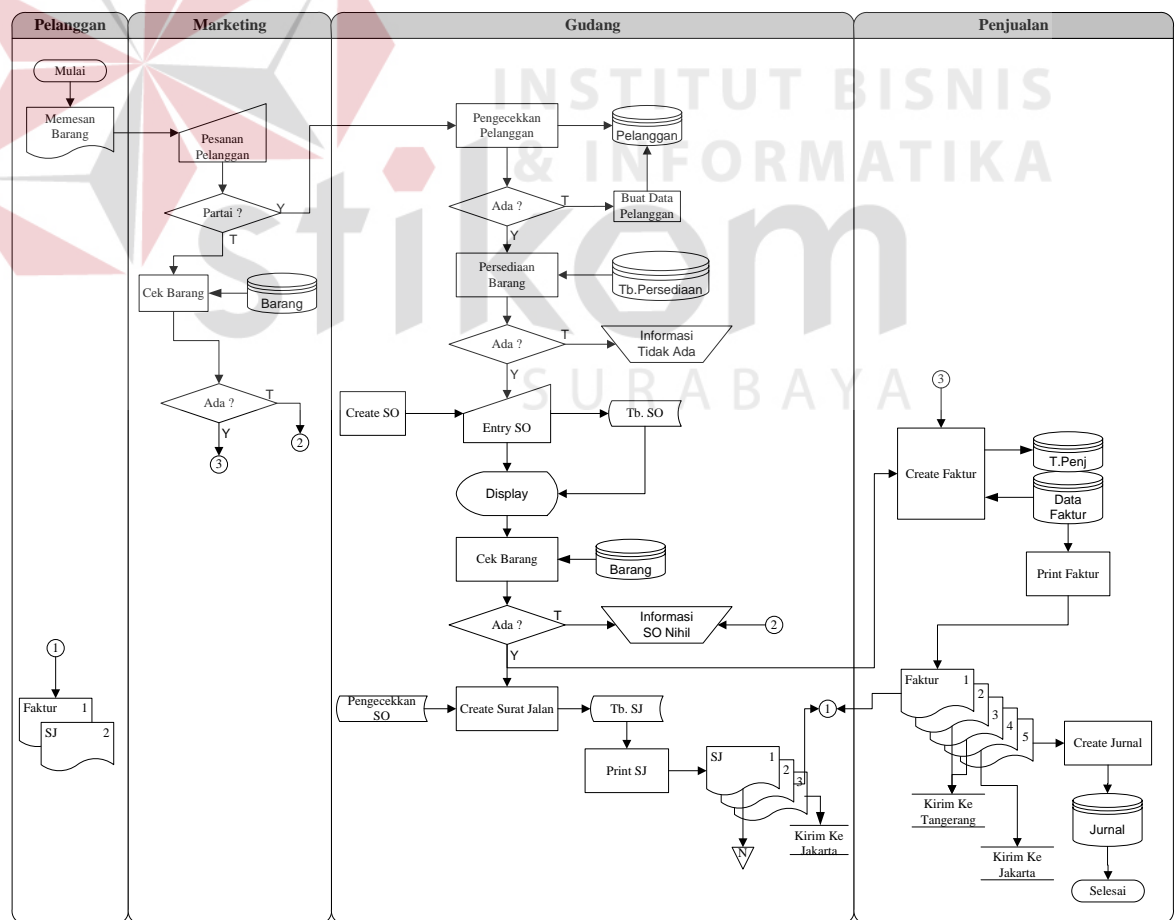 Pelanggan
Marketing
Gudang
Penjualan
INSTITUT BISNIS
& INFORMATIKA
stikom
SURABAYA
Mulai
Memesan
Barang
Pesanan
Pelanggan
Partai ?
Y
T
Cek Barang
Barang
Ada ?
T
Y
2
3
Pengecekkan
Pelanggan
Pelanggan
Ada ?
T
Buat Data
Pelanggan
Y
Persediaan
Barang
Tb.Persediaan
Ada ?
T
Informasi
Tidak Ada
Y
Create SO
Entry SO
Tb. SO
Display
Cek Barang
Barang
Ada ?
T
Informasi
SO Nihil
2
Y
Pengecekkan
SO
Create Surat Jalan
Tb. SJ
Print SJ
SJ
1
2
3
N
Kirim Ke
Jakarta
1
3
Create Faktur
T.Penj
Data
Faktur
Print Faktur
Faktur
1
2
3
4
5
Kirim Ke
Tangerang
Kirim Ke
Jakarta
Create Jurnal
Jurnal
Selesai
1
Faktur 1
SJ 2